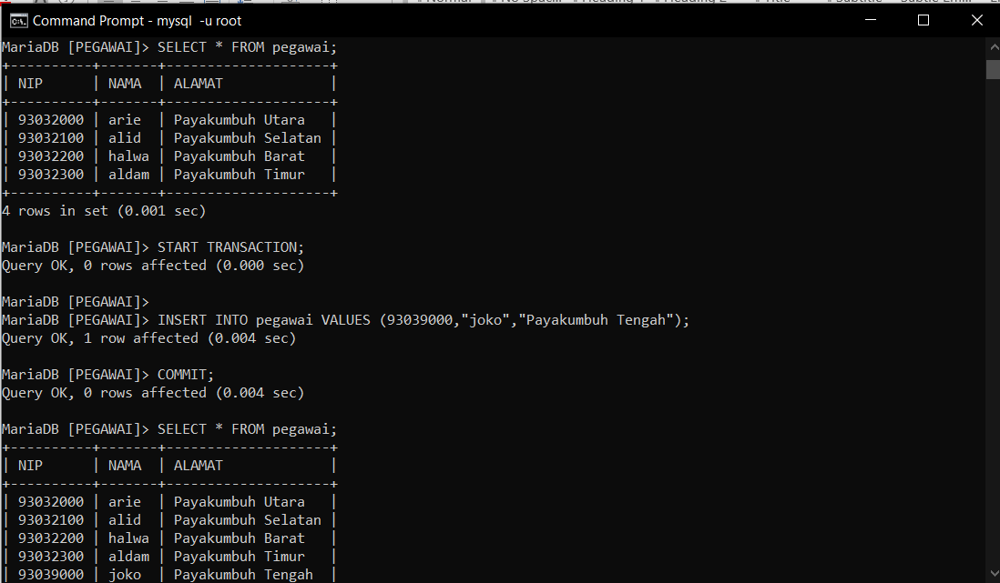 Command Prompt - mysql  -u root
MariaDB [PEGAWAI]> SELECT * FROM pegawai;
+----------+-------+--------------------+
| NIP      | NAMA  | ALAMAT             |
+----------+-------+--------------------+
| 93032000 | arie  | Payakumbuh Utara   |
| 93032100 | alid  | Payakumbuh Selatan |
| 93032200 | halwa | Payakumbuh Barat   |
| 93032300 | aldam | Payakumbuh Timur   |
+----------+-------+--------------------+
4 rows in set (0.001 sec)
MariaDB [PEGAWAI]> START TRANSACTION;
Query OK, 0 rows affected (0.000 sec)
MariaDB [PEGAWAI]>
MariaDB [PEGAWAI]> INSERT INTO pegawai VALUES (93039000,"joko","Payakumbuh Tengah");
Query OK, 1 row affected (0.004 sec)
MariaDB [PEGAWAI]> COMMIT;
Query OK, 0 rows affected (0.004 sec)
MariaDB [PEGAWAI]> SELECT * FROM pegawai;
+----------+-------+--------------------+
| NIP      | NAMA  | ALAMAT             |
+----------+-------+--------------------+
| 93032000 | arie  | Payakumbuh Utara   |
| 93032100 | alid  | Payakumbuh Selatan |
| 93032200 | halwa | Payakumbuh Barat   |
| 93032300 | aldam | Payakumbuh Timur   |
| 93039000 | joko  | Payakumbuh Tengah  |